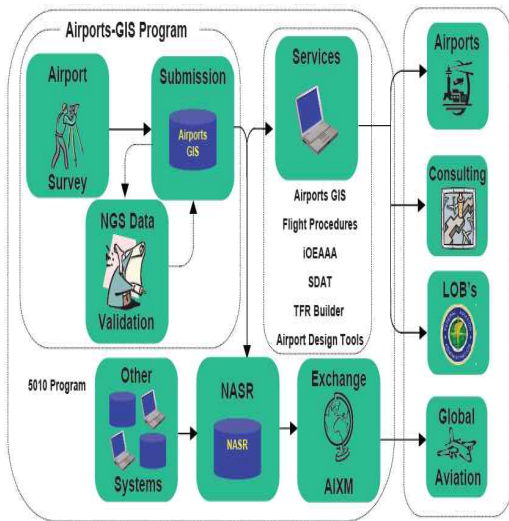 Airports-GIS Program
Airport
Survey
Submission
Airports
GIS
NGS Data
Validation
Services
Airports GIS
Flight Procedures
iOEAAA
SDAT
TFR Builder
Airport Design Tools
Airports
Consulting
LOB's
Global
Aviation
5010 Program
Other
Systems
NASR
NASR
Exchange
AIXM